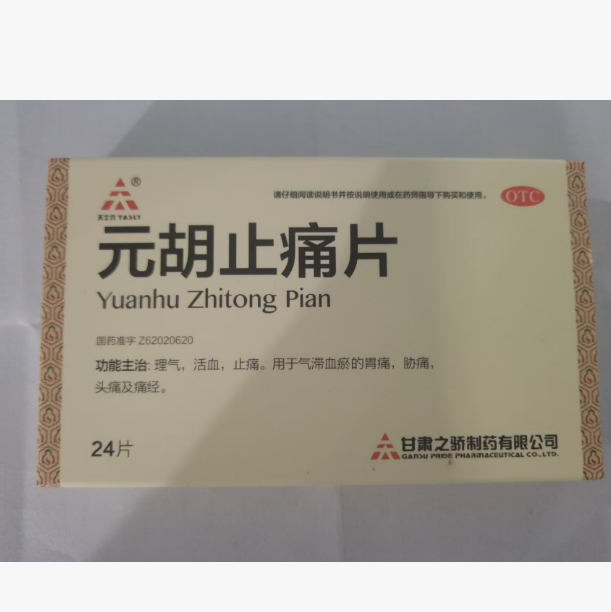 ®
天士力 TASLY
请仔细阅读说明书并按说明使用或在药师指导下购买和使用。
OTC
元胡止痛片
Yuanhu Zhitong Pian
国药准字 Z62020620
功能主治: 理气，活血，止痛。用于气滞血瘀的胃痛，胁痛，
头痛及痛经。
24片
甘肃之骄制药有限公司
GANSU PRIDE PHARMACEUTICAL CO.,LTD.